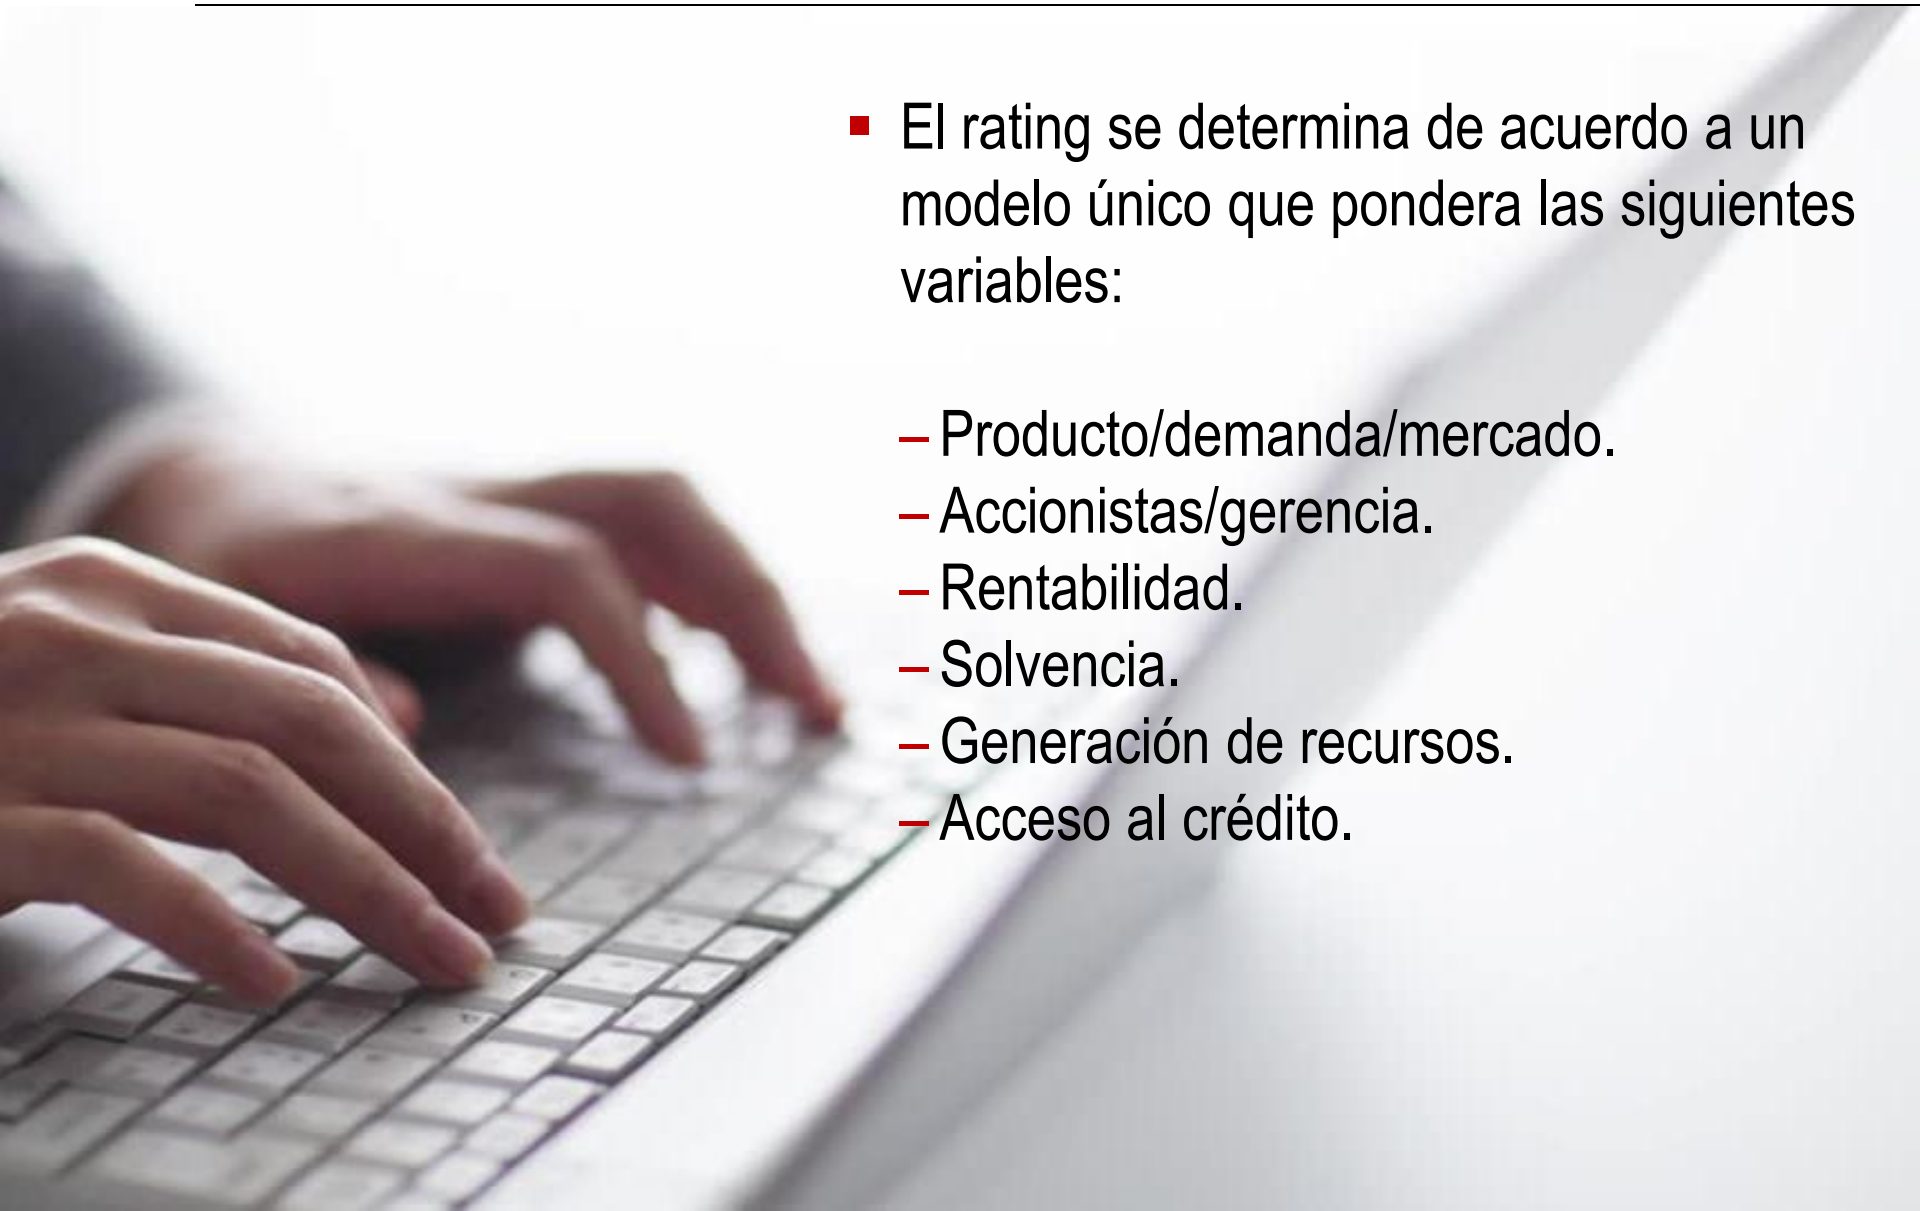 ▪ El rating se determina de acuerdo a un
modelo único que pondera las siguientes
variables:
– Producto/demanda/mercado.
– Accionistas/gerencia.
– Rentabilidad.
– Solvencia.
– Generación de recursos.
– Acceso al crédito.